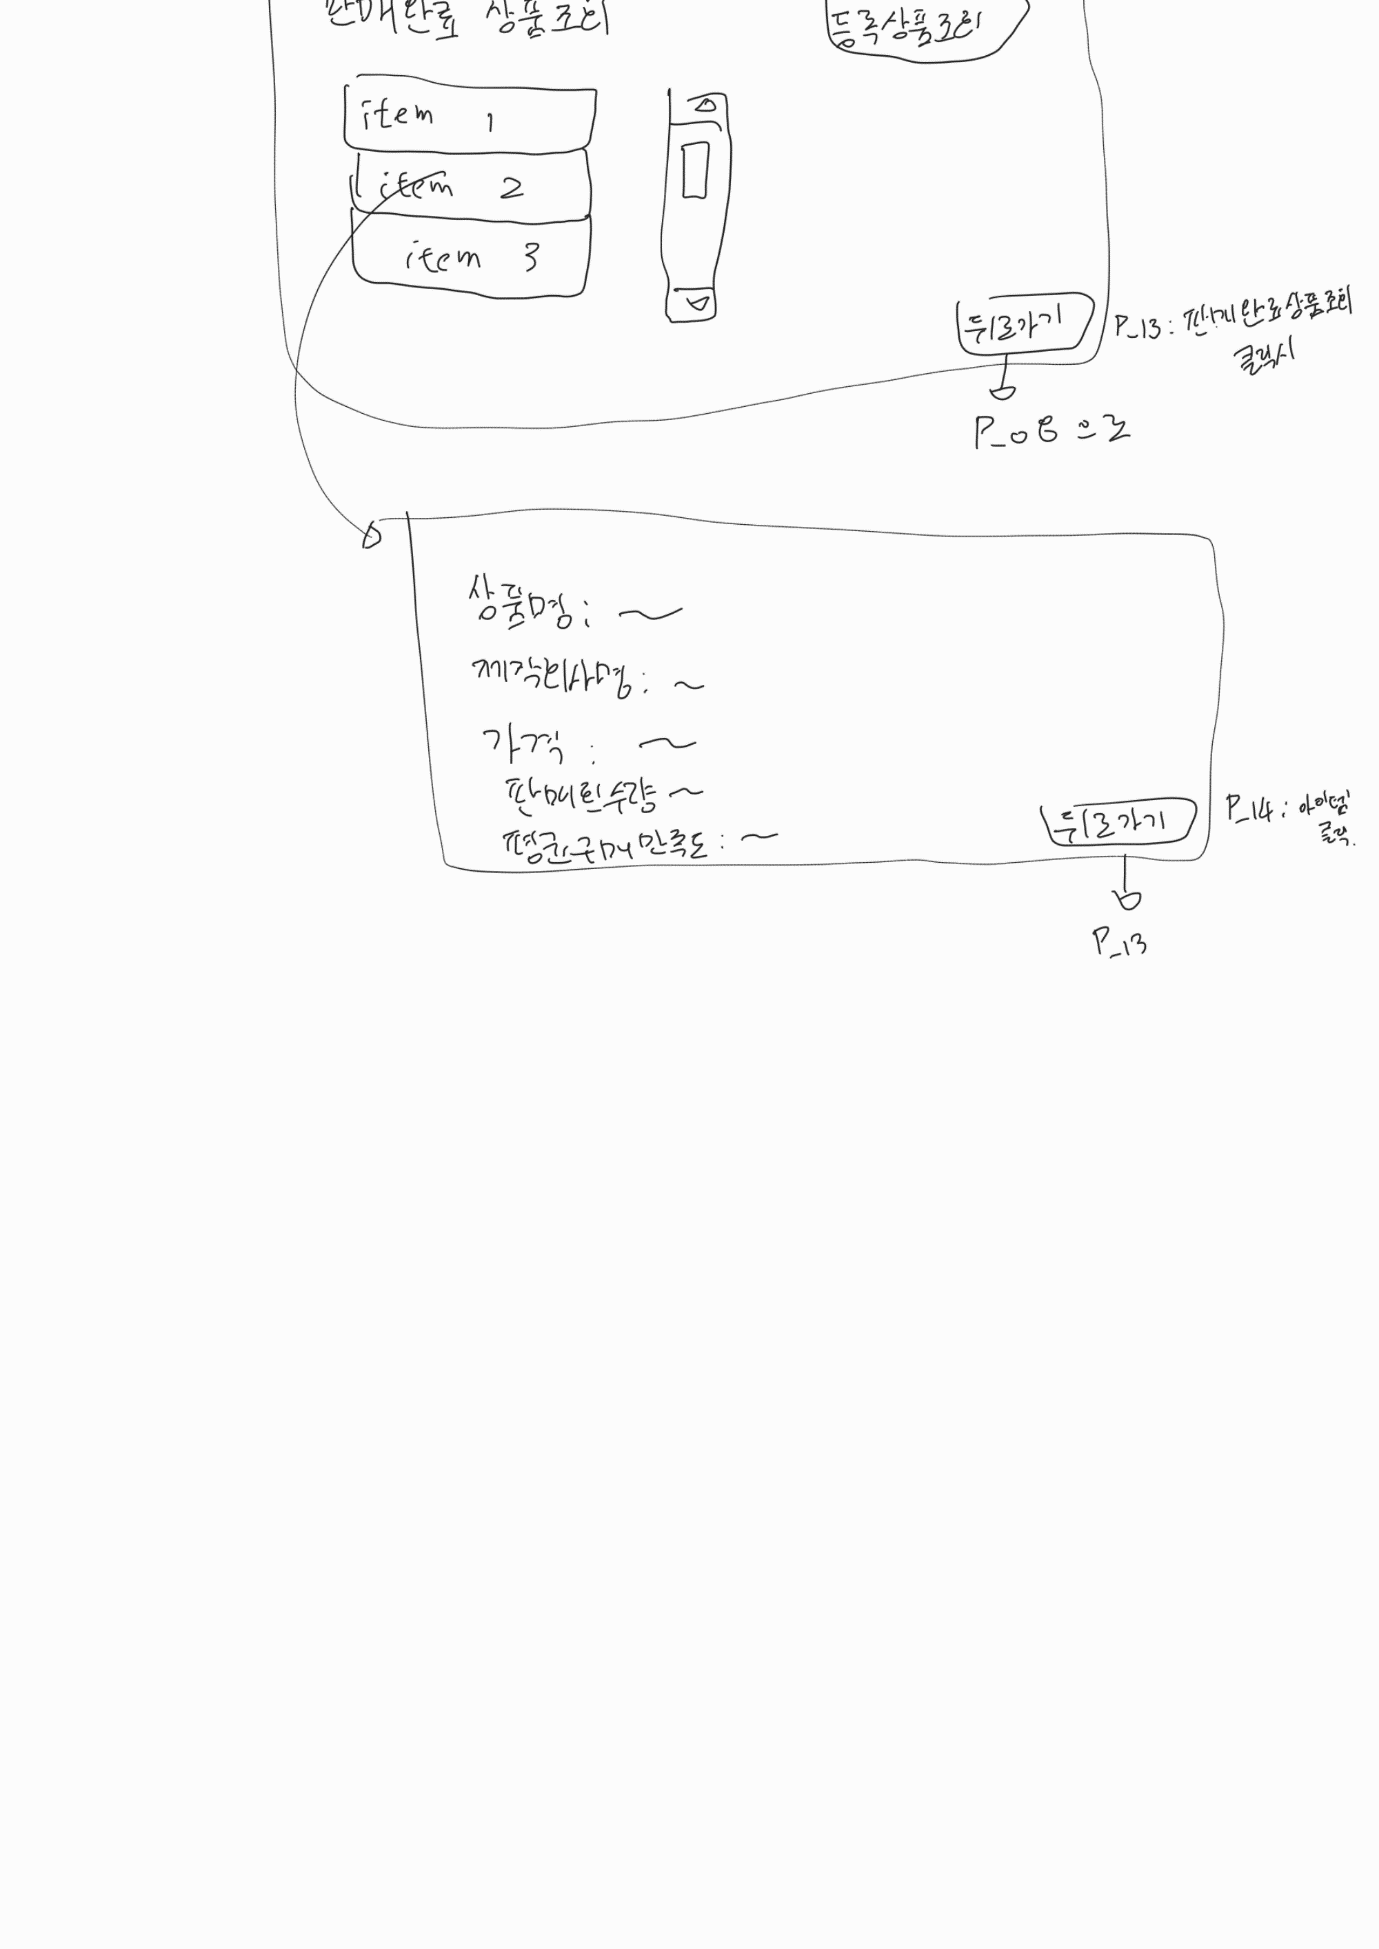 판매완료 상품조회
등록상품조회
item 1
item 2
item 3
뒤로가기
P_13 : 판매완료상품조회
클릭시
P_08 으로
상품명 : ~
제작회사명 : ~
가격 : ~
판매된수량 ~
평균구매만족도 : ~
뒤로가기
P_14 : 아이템
클릭.
P_13